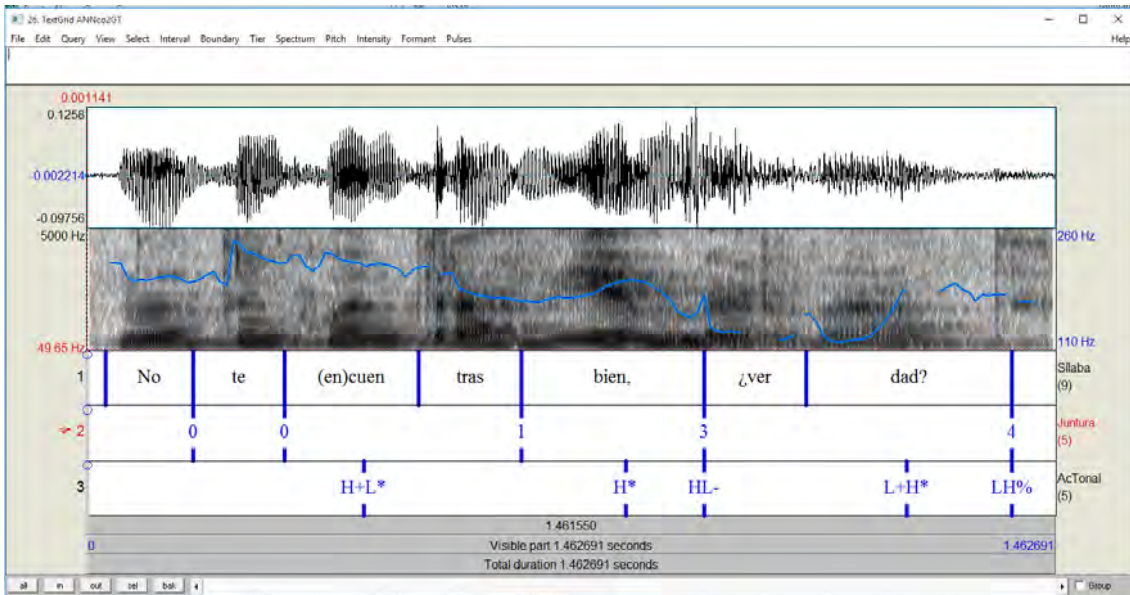 26. TextGrid ANNco2GT
File Edit Query View Select Interval Boundary Tier Spectrum Pitch Intensity Formant Pulses Help
0.001141
0.1256
-0.002214
-0.09756
5000 Hz 260 Hz
49.65 Hz 110 Hz
1 No te (en)cuen tras bien, ¿ver dad? Sílaba (9)
2 0 0 1 3 4 Juntura (5)
3 H+L* H* HL- L+H* LH% AcTonal (5)
1.461550
0 Visible part 1.462691 seconds 1.462691
Total duration 1.462691 seconds
all in out sel bak Group